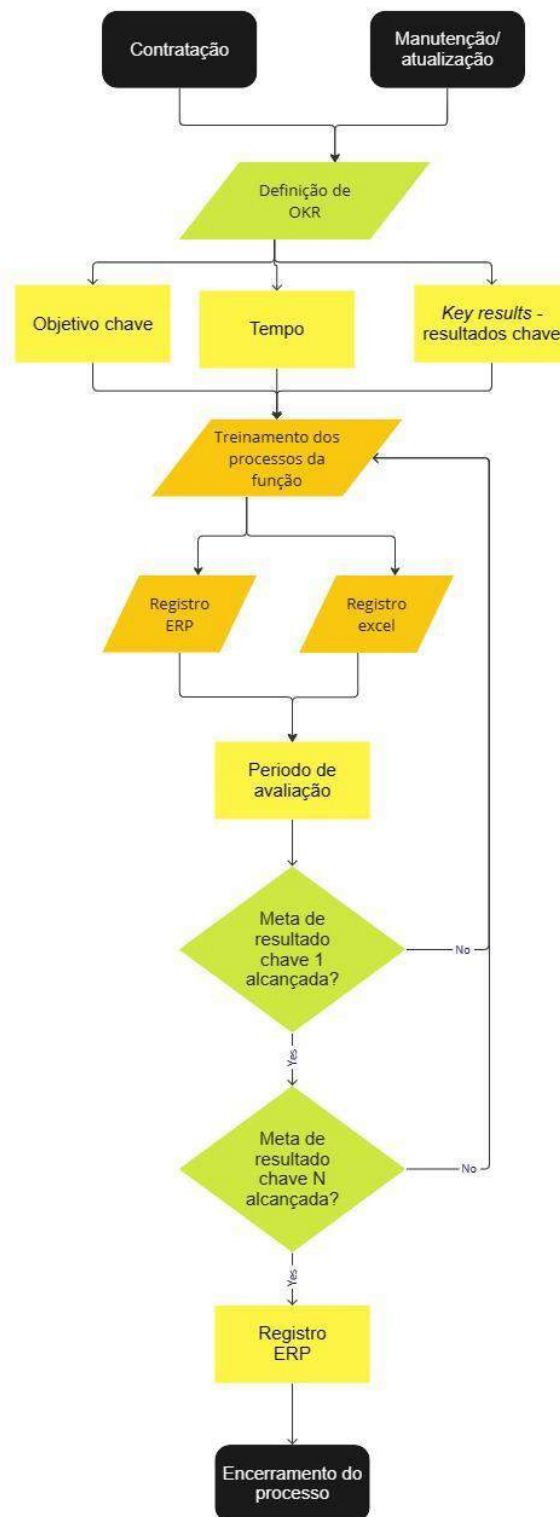 Contratação
Manutenção/
atualização
Definição de
OKR
Objetivo chave
Tempo
Key results -
resultados chave
Treinamento dos
processos da
função
Registro
ERP
Registro
excel
Periodo de
avaliação
Meta de
resultado
chave 1
alcançada?
No
Yes
Meta de
resultado
chave N
alcançada?
No
Yes
Registro
ERP
Encerramento do
processo